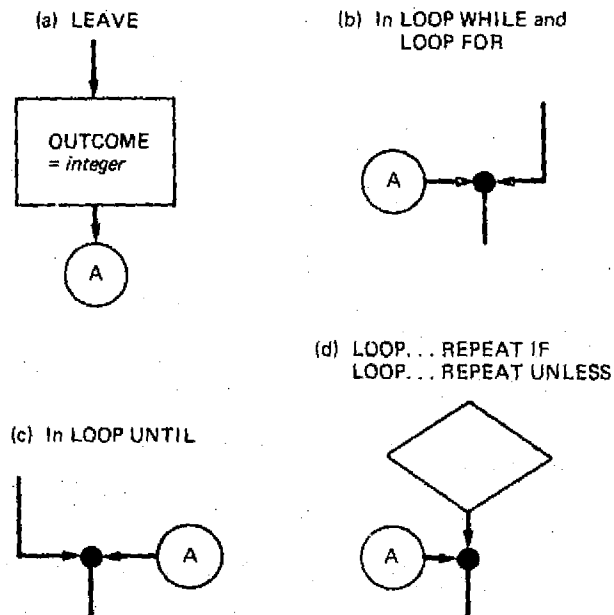 (a) LEAVE
OUTCOME
= integer
A
(b) In LOOP WHILE and
LOOP FOR
A
(c) In LOOP UNTIL
A
(d) LOOP... REPEAT IF
LOOP... REPEAT UNLESS
A